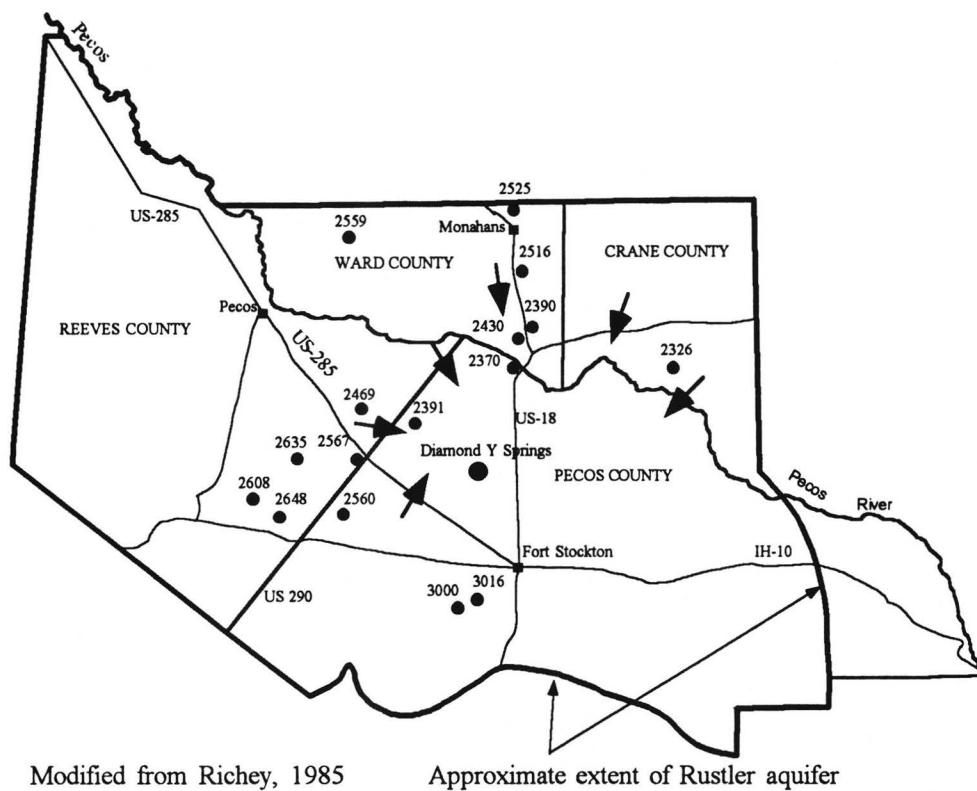 Pecos
US-285
2525
2559
Monahans
WARD COUNTY
2516
CRANE COUNTY
Pecos
REEVES COUNTY
US-285
2430
2390
2370
2326
2469
2391
US-18
Diamond Y Springs
PECOS COUNTY
2635
2567
2608
2648
2560
Pecos
River
Fort Stockton
IH-10
US 290
3000
3016
Modified from Richey, 1985
Approximate extent of Rustler aquifer